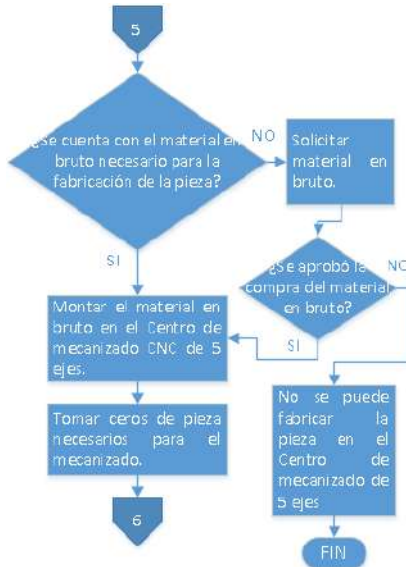 5
¿Se cuenta con el material en
bruto necesario para la
fabricación de la pieza?
NO
Solicitar
material en
bruto.
SI
¿Se aprobó la
compra del material
en bruto?
NO
SI
Montar el material en
bruto en el Centro de
mecanizado CNC de 5
ejes.
Tomar ceros de pieza
necesarios para el
mecanizado.
6
No se puede
fabricar la
pieza en el
Centro de
mecanizado de
5 ejes
FIN